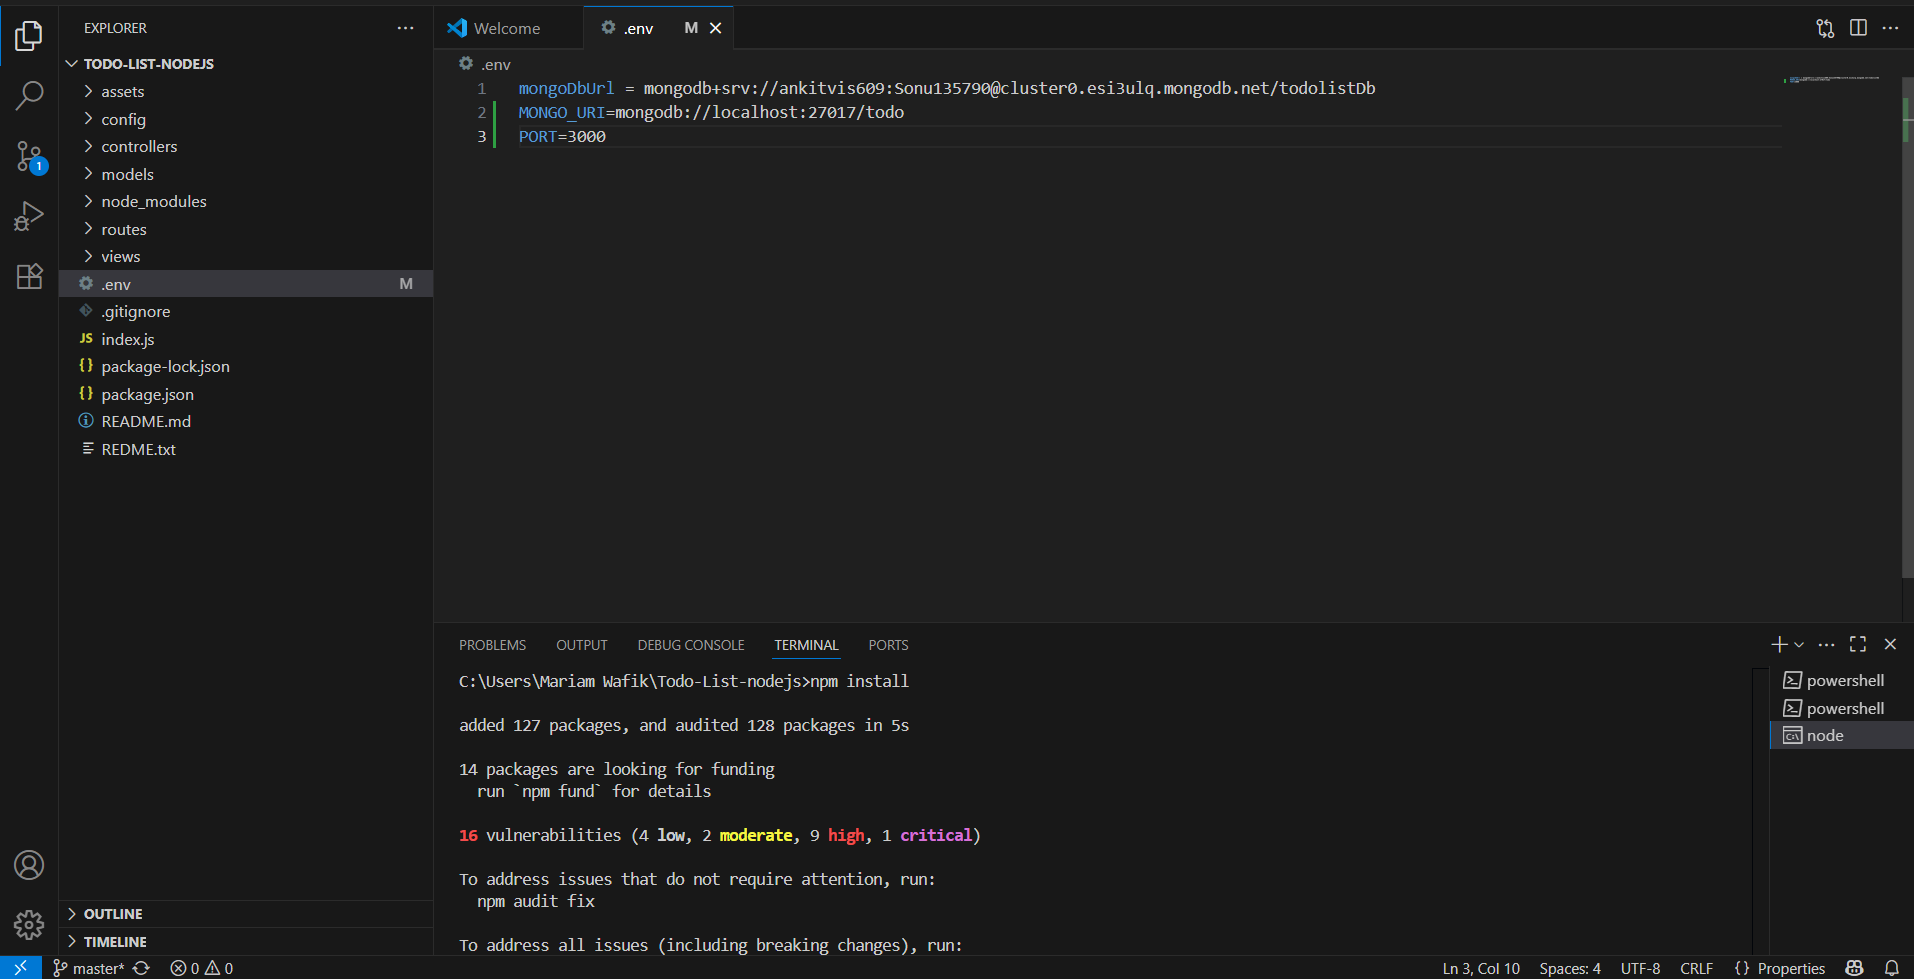 EXPLORER
TODO-LIST-NODEJS
assets
config
controllers
models
node_modules
routes
views
.env M
.gitignore
JS index.js
{} package-lock.json
{} package.json
README.md
REDME.txt
OUTLINE
TIMELINE
1
Welcome
.env M
.env
1 mongoDbUrl = mongodb+srv://ankitvis609:Sonu135790@cluster0.esi3ulq.mongodb.net/todolistDb
2 MONGO_URI=mongodb://localhost:27017/todo
3 PORT=3000
PROBLEMS OUTPUT DEBUG CONSOLE TERMINAL PORTS
C:\Users\Mariam Wafik\Todo-List-nodejs>npm install
added 127 packages, and audited 128 packages in 5s
14 packages are looking for funding
run `npm fund` for details
16 vulnerabilities (4 low, 2 moderate, 9 high, 1 critical)
To address issues that do not require attention, run:
npm audit fix
To address all issues (including breaking changes), run:
powershell
powershell
node
master* 0 0 Ln 3, Col 10 Spaces: 4 UTF-8 CRLF {} Properties